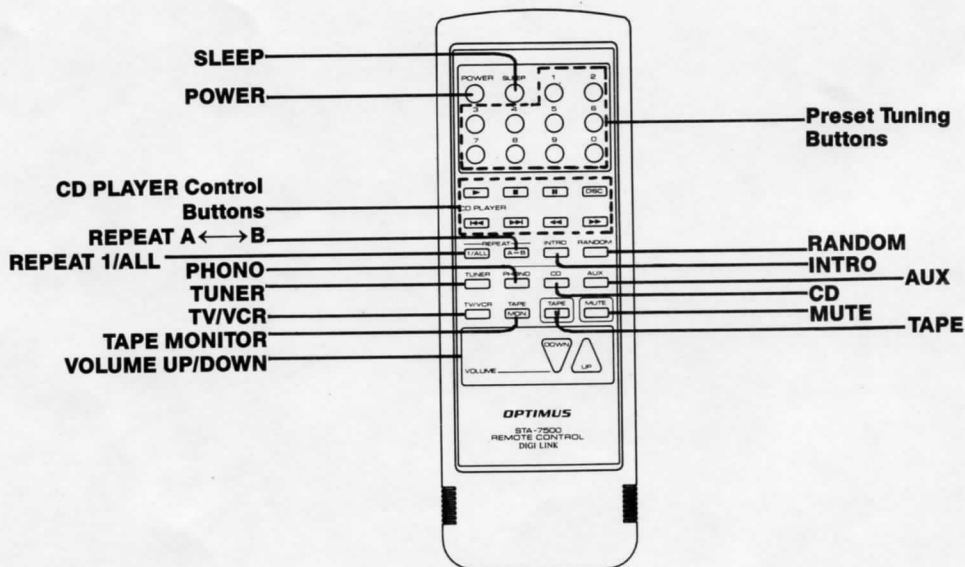 SLEEP
POWER
CD PLAYER Control
Buttons
REPEAT A ⟷ B
REPEAT 1/ALL
PHONO
TUNER
TV/VCR
TAPE MONITOR
VOLUME UP/DOWN
POWER SLEEP 1 2
3 4 5 6
7 8 9 0
DISC
CD PLAYER
REPEAT INTRO RANDOM
1/ALL A-B
TUNER PHONO CD AUX
TV/VCR TAPE TAPE MUTE
MON
DOWN
VOLUME UP
OPTIMUS
STA-7500
REMOTE CONTROL
DIGI LINK
Preset Tuning
Buttons
RANDOM
INTRO
AUX
CD
MUTE
TAPE